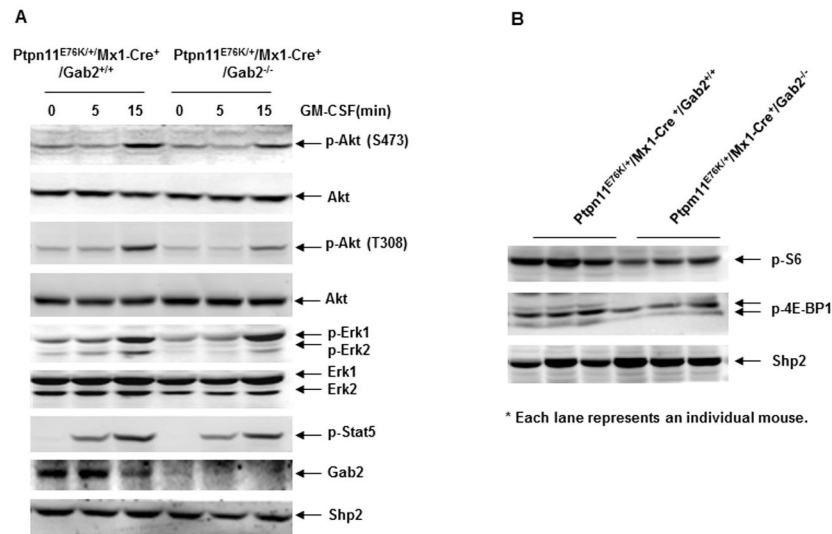 A
Ptpn11E76K/+/Mx1-Cre+
/Gab2+/+
Ptpn11E76K/+/Mx1-Cre+
/Gab2-/-
0 5 15 0 5 15 GM-CSF(min)
p-Akt (S473)
Akt
p-Akt (T308)
Akt
p-Erk1
p-Erk2
Erk1
Erk2
p-Stat5
Gab2
Shp2
B
Ptpn11E76K/+/Mx1-Cre +/Gab2+/+
Ptpm11E76K/+/Mx1-Cre+/Gab2-/-
p-S6
p-4E-BP1
Shp2
* Each lane represents an individual mouse.